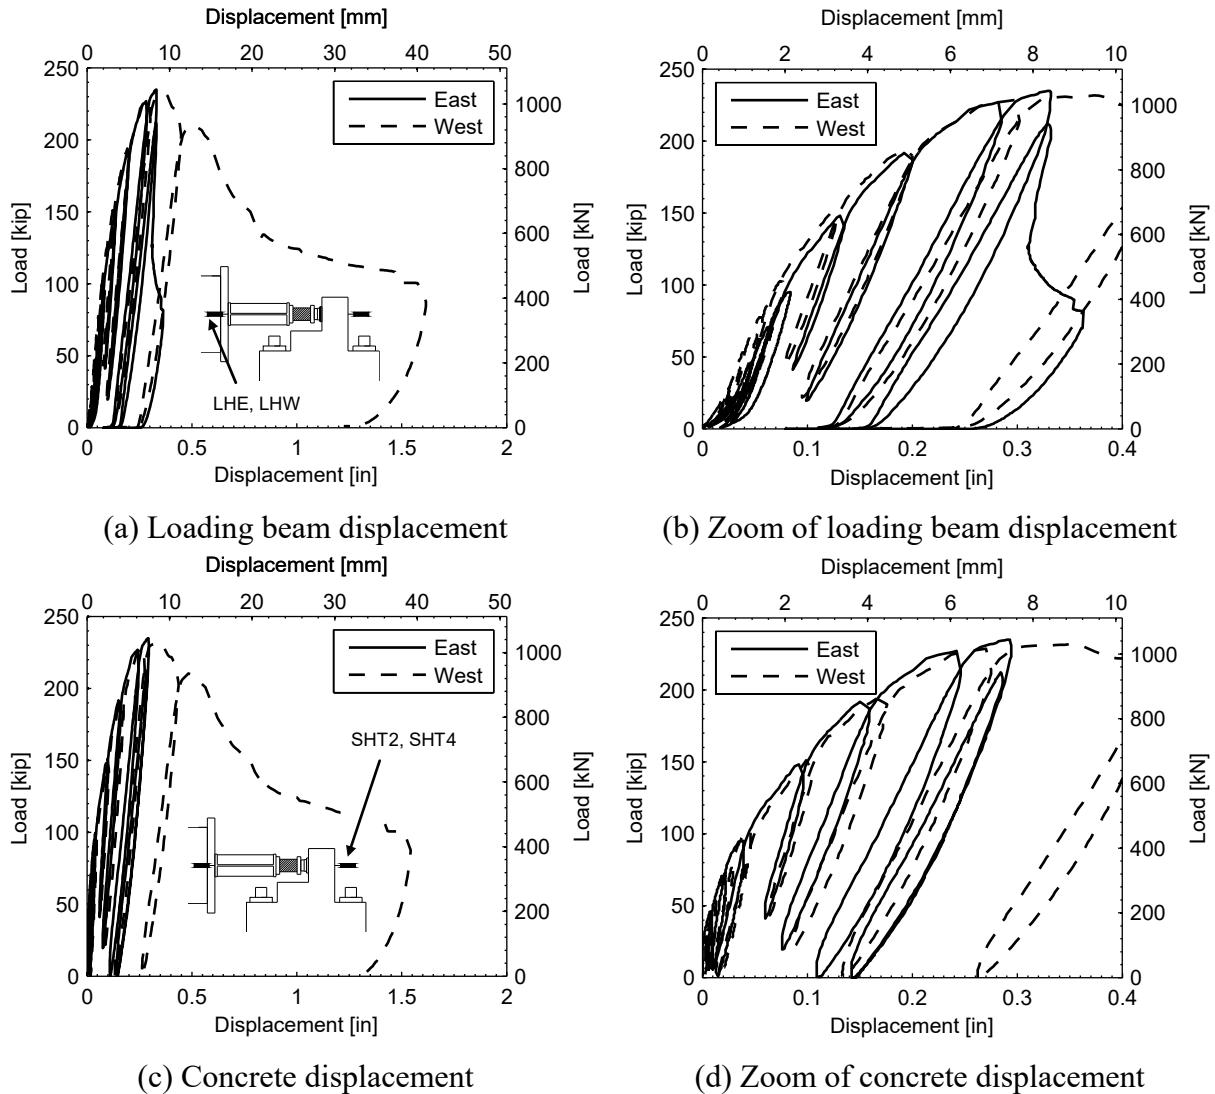 Displacement [mm]
0 10 20 30 40 50
250
200
150
100
50
0
Load [kip]
East
West
1000
800
600
400
200
0
Load [kN]
LHE, LHW
0 0.5 1 1.5 2
Displacement [in]
(a) Loading beam displacement
Displacement [mm]
0 2 4 6 8 10
250
200
150
100
50
0
Load [kip]
East
West
1000
800
600
400
200
0
Load [kN]
0 0.1 0.2 0.3 0.4
Displacement [in]
(b) Zoom of loading beam displacement
Displacement [mm]
0 10 20 30 40 50
250
200
150
100
50
0
Load [kip]
East
West
SHT2, SHT4
1000
800
600
400
200
0
Load [kN]
0 0.5 1 1.5 2
Displacement [in]
(c) Concrete displacement
Displacement [mm]
0 2 4 6 8 10
250
200
150
100
50
0
Load [kip]
East
West
1000
800
600
400
200
0
Load [kN]
0 0.1 0.2 0.3 0.4
Displacement [in]
(d) Zoom of concrete displacement